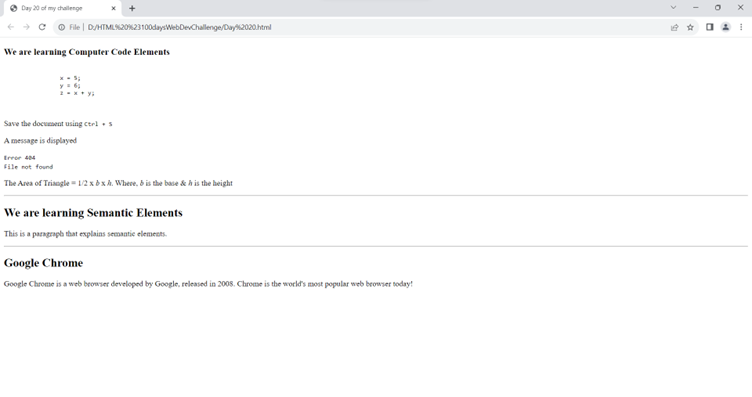 Day 20 of my challenge
File
D:/HTML%20%23100daysWebDevChallenge/Day%2020.html
We are learning Computer Code Elements
x = 5;
y = 6;
z = x + y;
Save the document using Ctrl + S
A message is displayed
Error 404
File not found
The Area of Triangle = 1/2 x b x h. Where, b is the base & h is the height
We are learning Semantic Elements
This is a paragraph that explains semantic elements.
Google Chrome
Google Chrome is a web browser developed by Google, released in 2008. Chrome is the world's most popular web browser today!